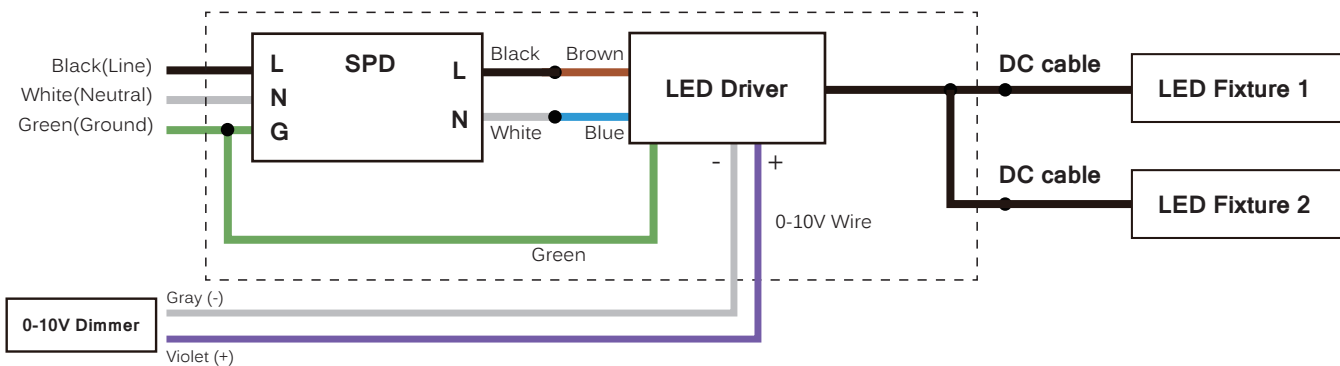 Black(Line)
White(Neutral)
Green(Ground)
L
N
G
SPD
L
N
Black
Brown
White
Blue
LED Driver
DC cable
LED Fixture 1
DC cable
LED Fixture 2
-
+
0-10V Wire
Green
0-10V Dimmer
Gray (-)
Violet (+)